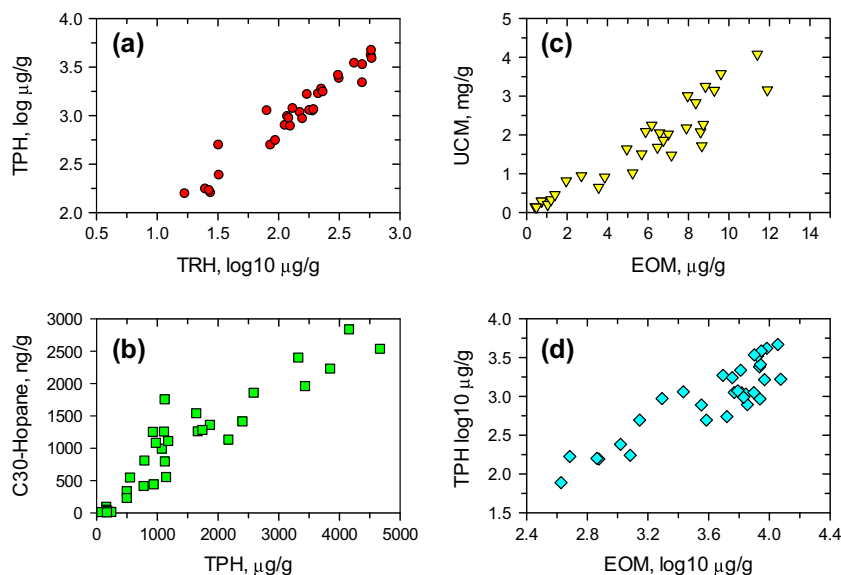 (a)
TPH, log μg/g
4.0
3.5
3.0
2.5
2.0
0.5 1.0 1.5 2.0 2.5 3.0
TRH, log10 μg/g
(c)
UCM, mg/g
5
4
3
2
1
0
0 2 4 6 8 10 12 14
EOM, μg/g
(b)
C30-Hopane, ng/g
3000
2500
2000
1500
1000
500
0
0 1000 2000 3000 4000 5000
TPH, μg/g
(d)
TPH log10 μg/g
4.0
3.5
3.0
2.5
2.0
1.5
2.4 2.8 3.2 3.6 4.0 4.4
EOM, log10 μg/g